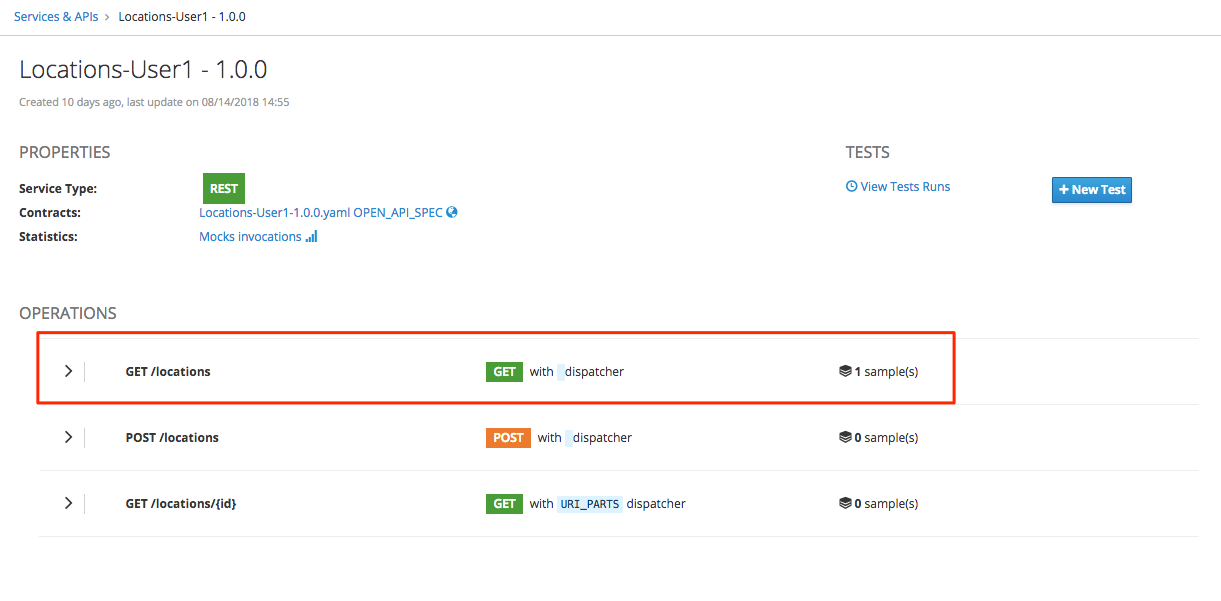 Services & APIs > Locations-User1 - 1.0.0
Locations-User1 - 1.0.0
Created 10 days ago, last update on 08/14/2018 14:55
PROPERTIES
TESTS
Service Type: REST
View Tests Runs
+ New Test
Contracts: Locations-User1-1.0.0.yaml OPEN_API_SPEC
Statistics: Mocks invocations
OPERATIONS
GET /locations GET with dispatcher 1 sample(s)
POST /locations POST with dispatcher 0 sample(s)
GET /locations/{id} GET with URI_PARTS dispatcher 0 sample(s)